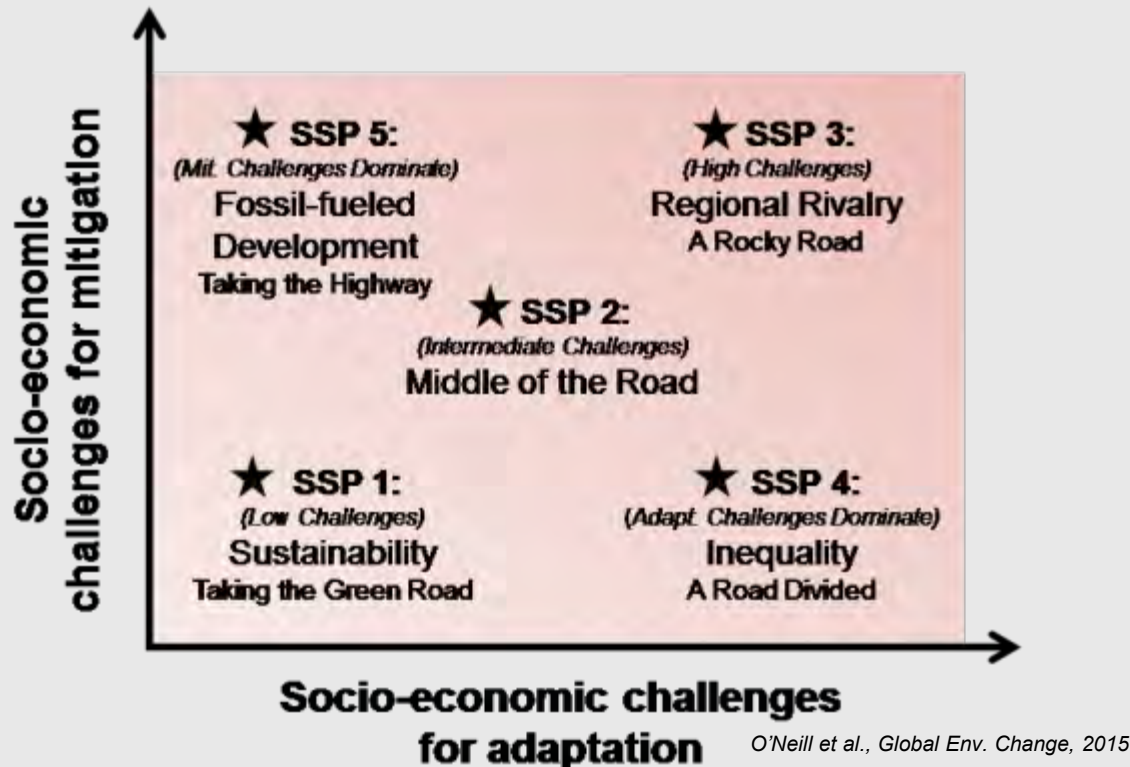 Socio-economic
challenges for mitigation
★ SSP 5:
(Mit. Challenges Dominate)
Fossil-fueled
Development
Taking the Highway
★ SSP 3:
(High Challenges)
Regional Rivalry
A Rocky Road
★ SSP 2:
(Intermediate Challenges)
Middle of the Road
★ SSP 1:
(Low Challenges)
Sustainability
Taking the Green Road
★ SSP 4:
(Adapt. Challenges Dominate)
Inequality
A Road Divided
Socio-economic challenges
for adaptation
O'Neill et al., Global Env. Change, 2015